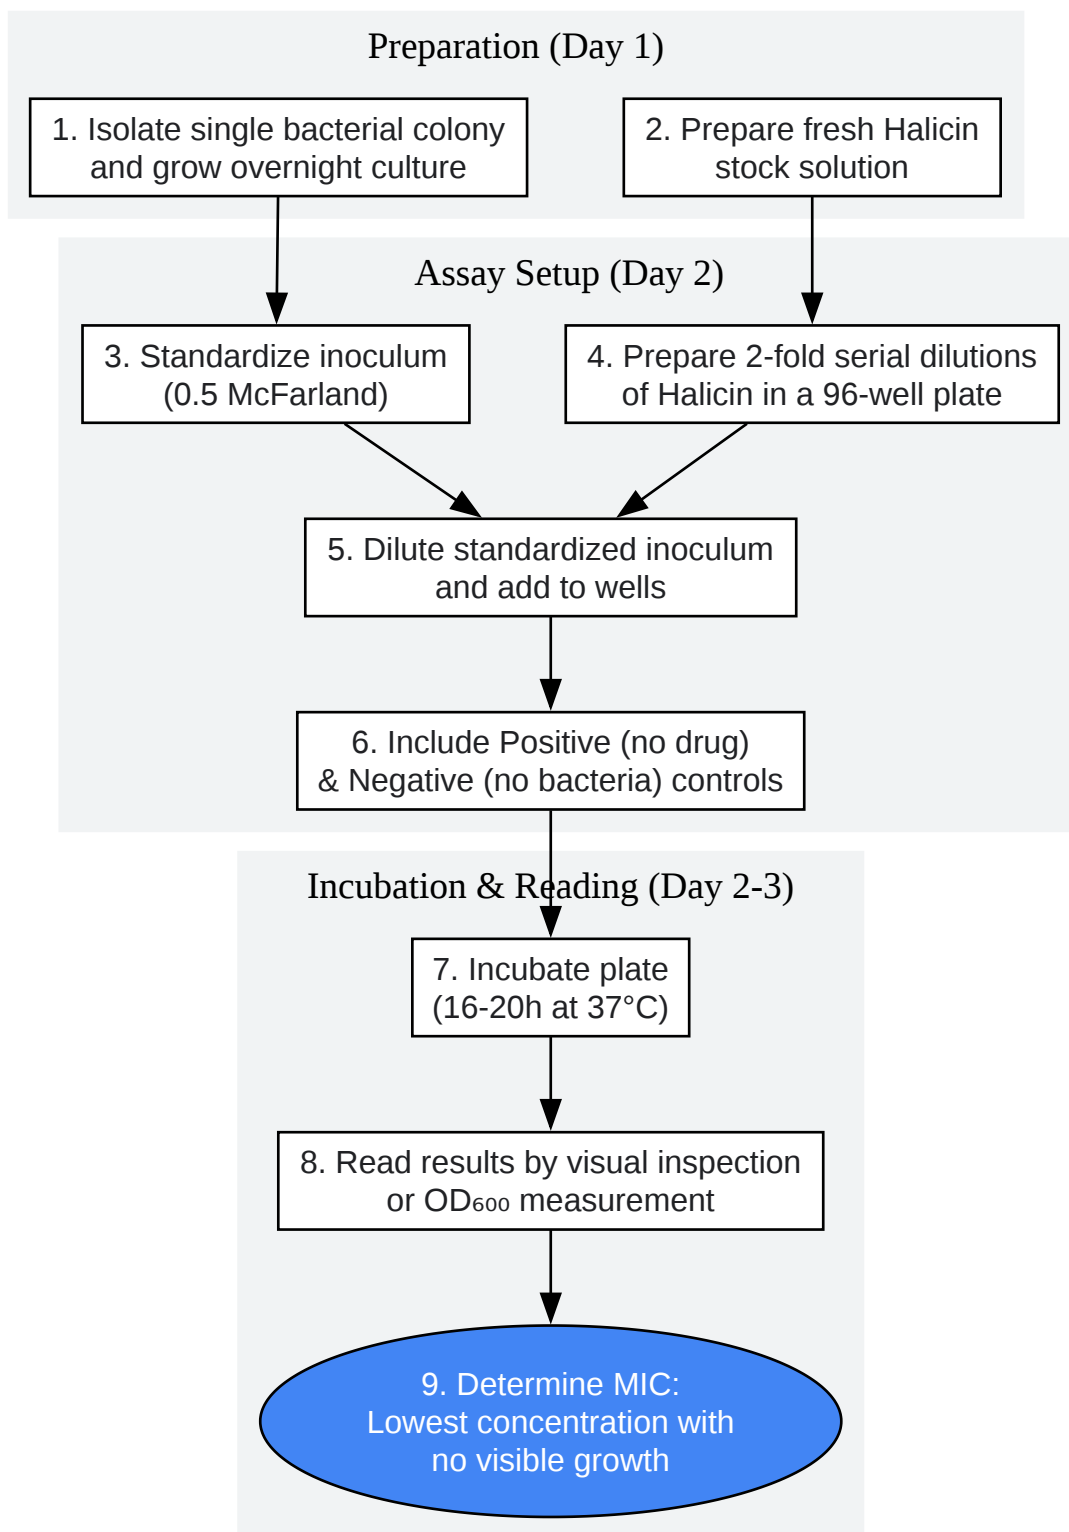 Preparation (Day 1)
1. Isolate single bacterial colony
and grow overnight culture
2. Prepare fresh Halicin
stock solution
Assay Setup (Day 2)
3. Standardize inoculum
(0.5 McFarland)
4. Prepare 2-fold serial dilutions
of Halicin in a 96-well plate
5. Dilute standardized inoculum
and add to wells
6. Include Positive (no drug)
& Negative (no bacteria) controls
Incubation & Reading (Day 2-3)
7. Incubate plate
(16-20h at 37°C)
8. Read results by visual inspection
or OD₆₀₀ measurement
9. Determine MIC:
Lowest concentration with
no visible growth